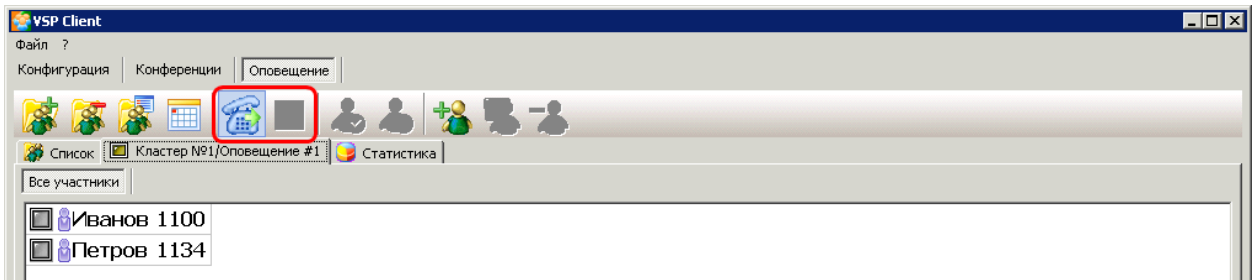 VSP Client
Файл ?
Конфигурация Конференции Оповещение
Список Кластер №1/Оповещение #1 Статистика
Все участники
Иванов 1100
Петров 1134